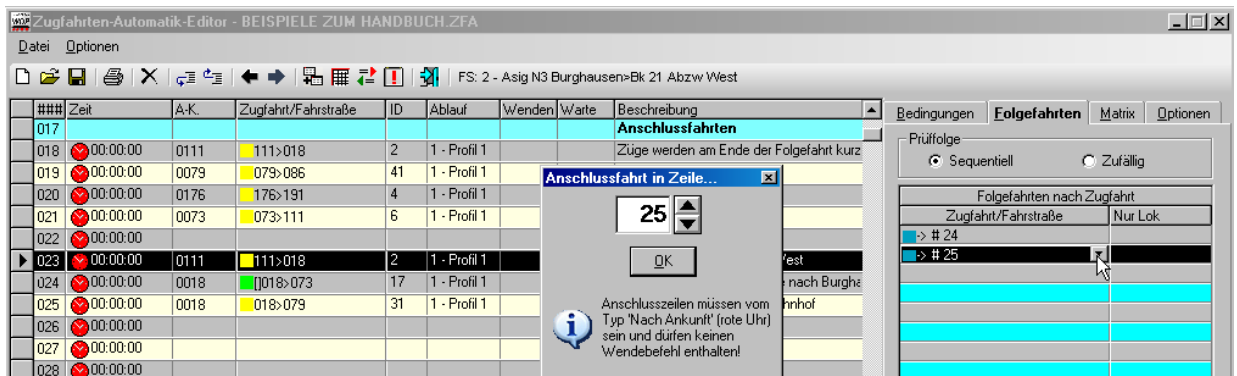 Zugfahrten-Automatik-Editor - BEISPIELE ZUM HANDBUCH.ZFA
Datei Optionen
FS: 2 - Asig N3 Burghausen>Bk 21 Abzw West
### Zeit A-K. Zugfahrt/Fahrstraße ID Ablauf Wenden Warte Beschreibung
017 Anschlussfahrten
018 00:00:00 0111 111>018 2 1 - Profil 1 Züge werden am Ende der Folgefahrt kurz
019 00:00:00 0079 079>086 41 1 - Profil 1
020 00:00:00 0176 176>191 4 1 - Profil 1
021 00:00:00 0073 073>111 6 1 - Profil 1
022 00:00:00
023 00:00:00 0111 111>018 2 1 - Profil 1 West
024 00:00:00 0018 []018>073 17 1 - Profil 1 nach Burgha
025 00:00:00 0018 018>079 31 1 - Profil 1 hnhof
026 00:00:00
027 00:00:00
028 00:00:00
Anschlussfahrt in Zeile...
25
OK
Anschlusszeilen müssen vom
Typ 'Nach Ankunft' (rote Uhr)
sein und dürfen keinen
Wendebefehl enthalten!
Bedingungen Folgefahrten Matrix Optionen
Prüffolge
Sequentiell Zufällig
Folgefahrten nach Zugfahrt
Zugfahrt/Fahrstraße Nur Lok
-> # 24
-> # 25